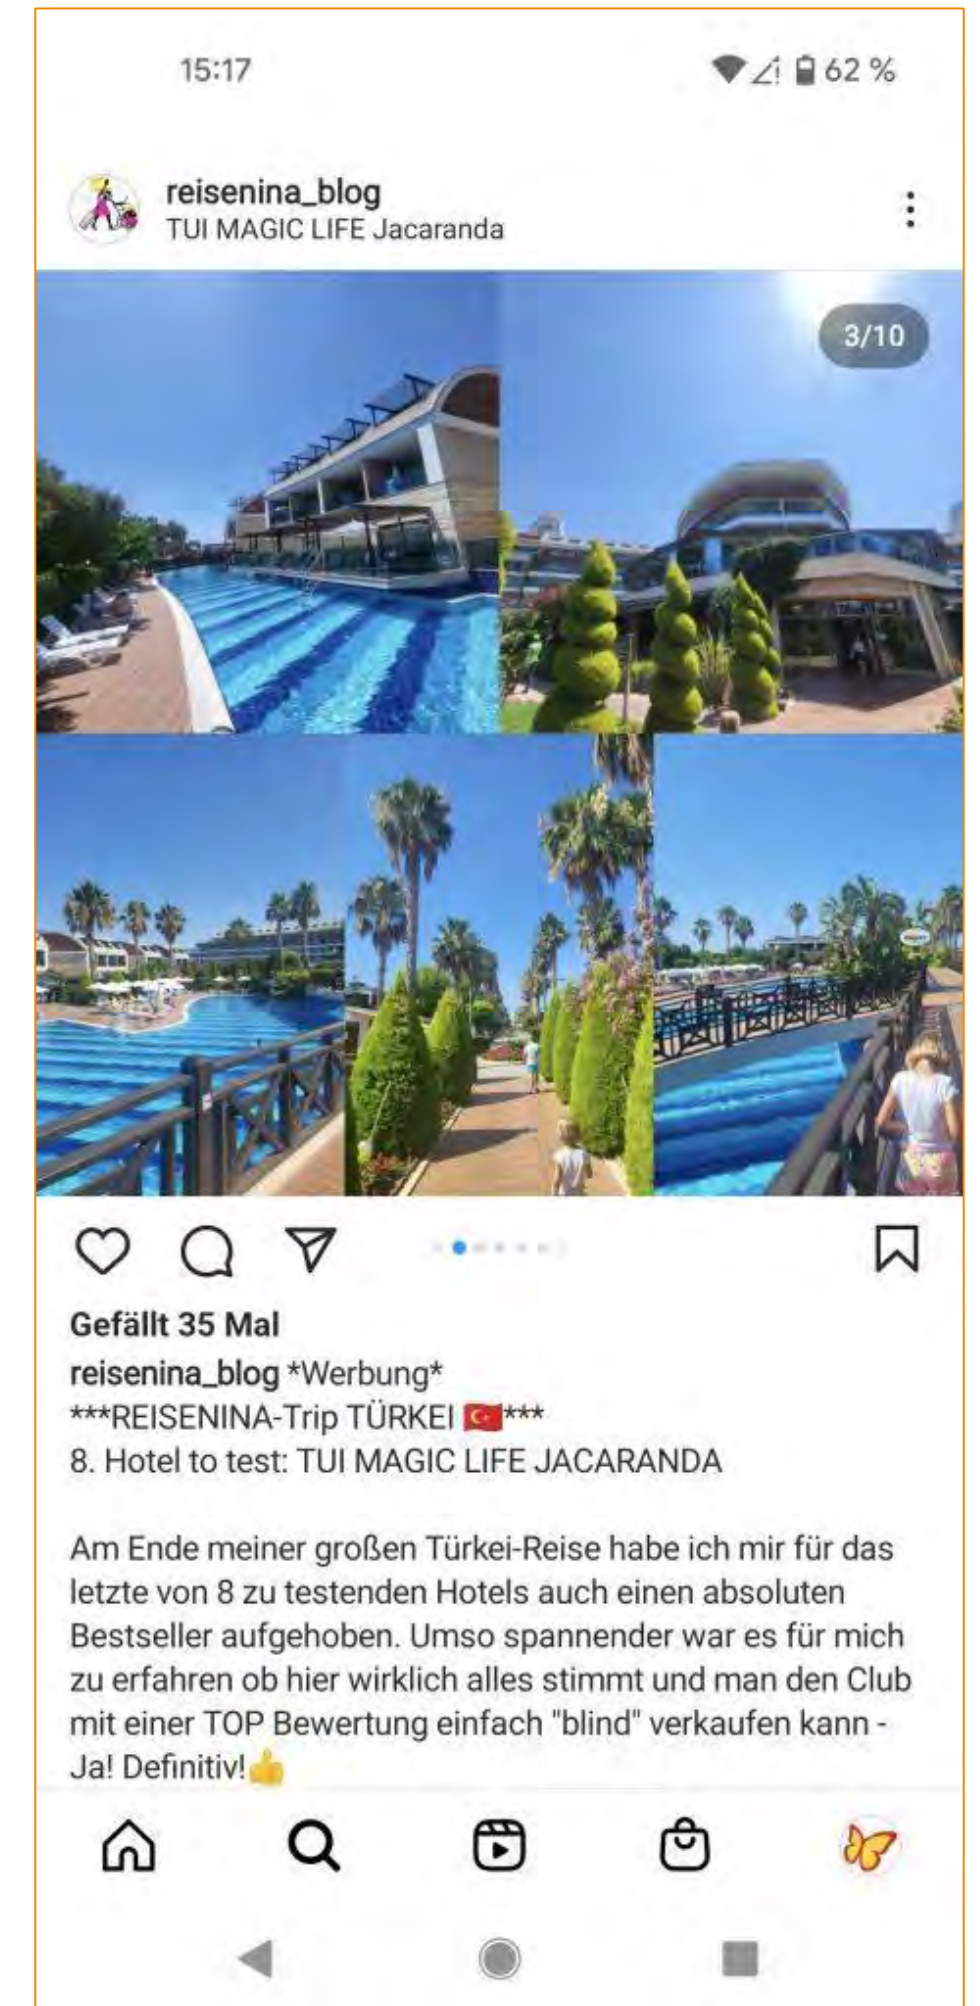 15:17
62 %
reisenina_blog
TUI MAGIC LIFE Jacaranda
3/10
Gefällt 35 Mal
reisenina_blog *Werbung*
***REISENINA-Trip TÜRKEI 🇹🇷***
8. Hotel to test: TUI MAGIC LIFE JACARANDA
Am Ende meiner großen Türkei-Reise habe ich mir für das
letzte von 8 zu testenden Hotels auch einen absoluten
Bestseller aufgehoben. Umso spannender war es für mich
zu erfahren ob hier wirklich alles stimmt und man den Club
mit einer TOP Bewertung einfach "blind" verkaufen kann -
Ja! Definitiv!👍